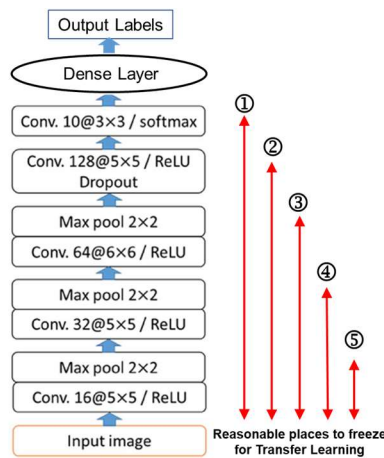 Output Labels
Dense Layer
Conv. 10@3×3 / softmax
Conv. 128@5×5 / ReLU
Dropout
Max pool 2×2
Conv. 64@6×6 / ReLU
Max pool 2×2
Conv. 32@5×5 / ReLU
Max pool 2×2
Conv. 16@5×5 / ReLU
Input image
①
②
③
④
⑤
Reasonable places to freeze
for Transfer Learning